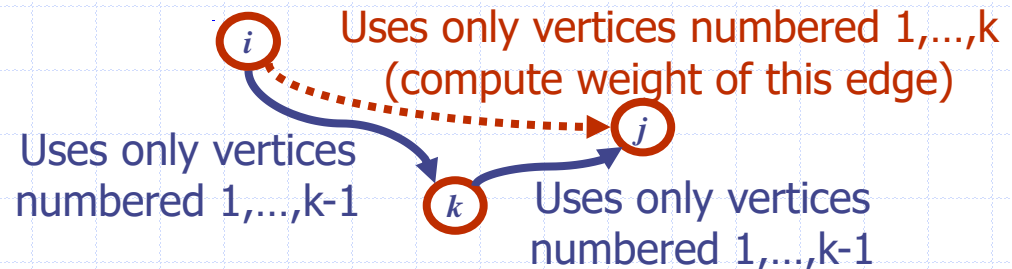 i
Uses only vertices numbered 1,...,k
(compute weight of this edge)
j
Uses only vertices
numbered 1,...,k-1
k
Uses only vertices
numbered 1,...,k-1